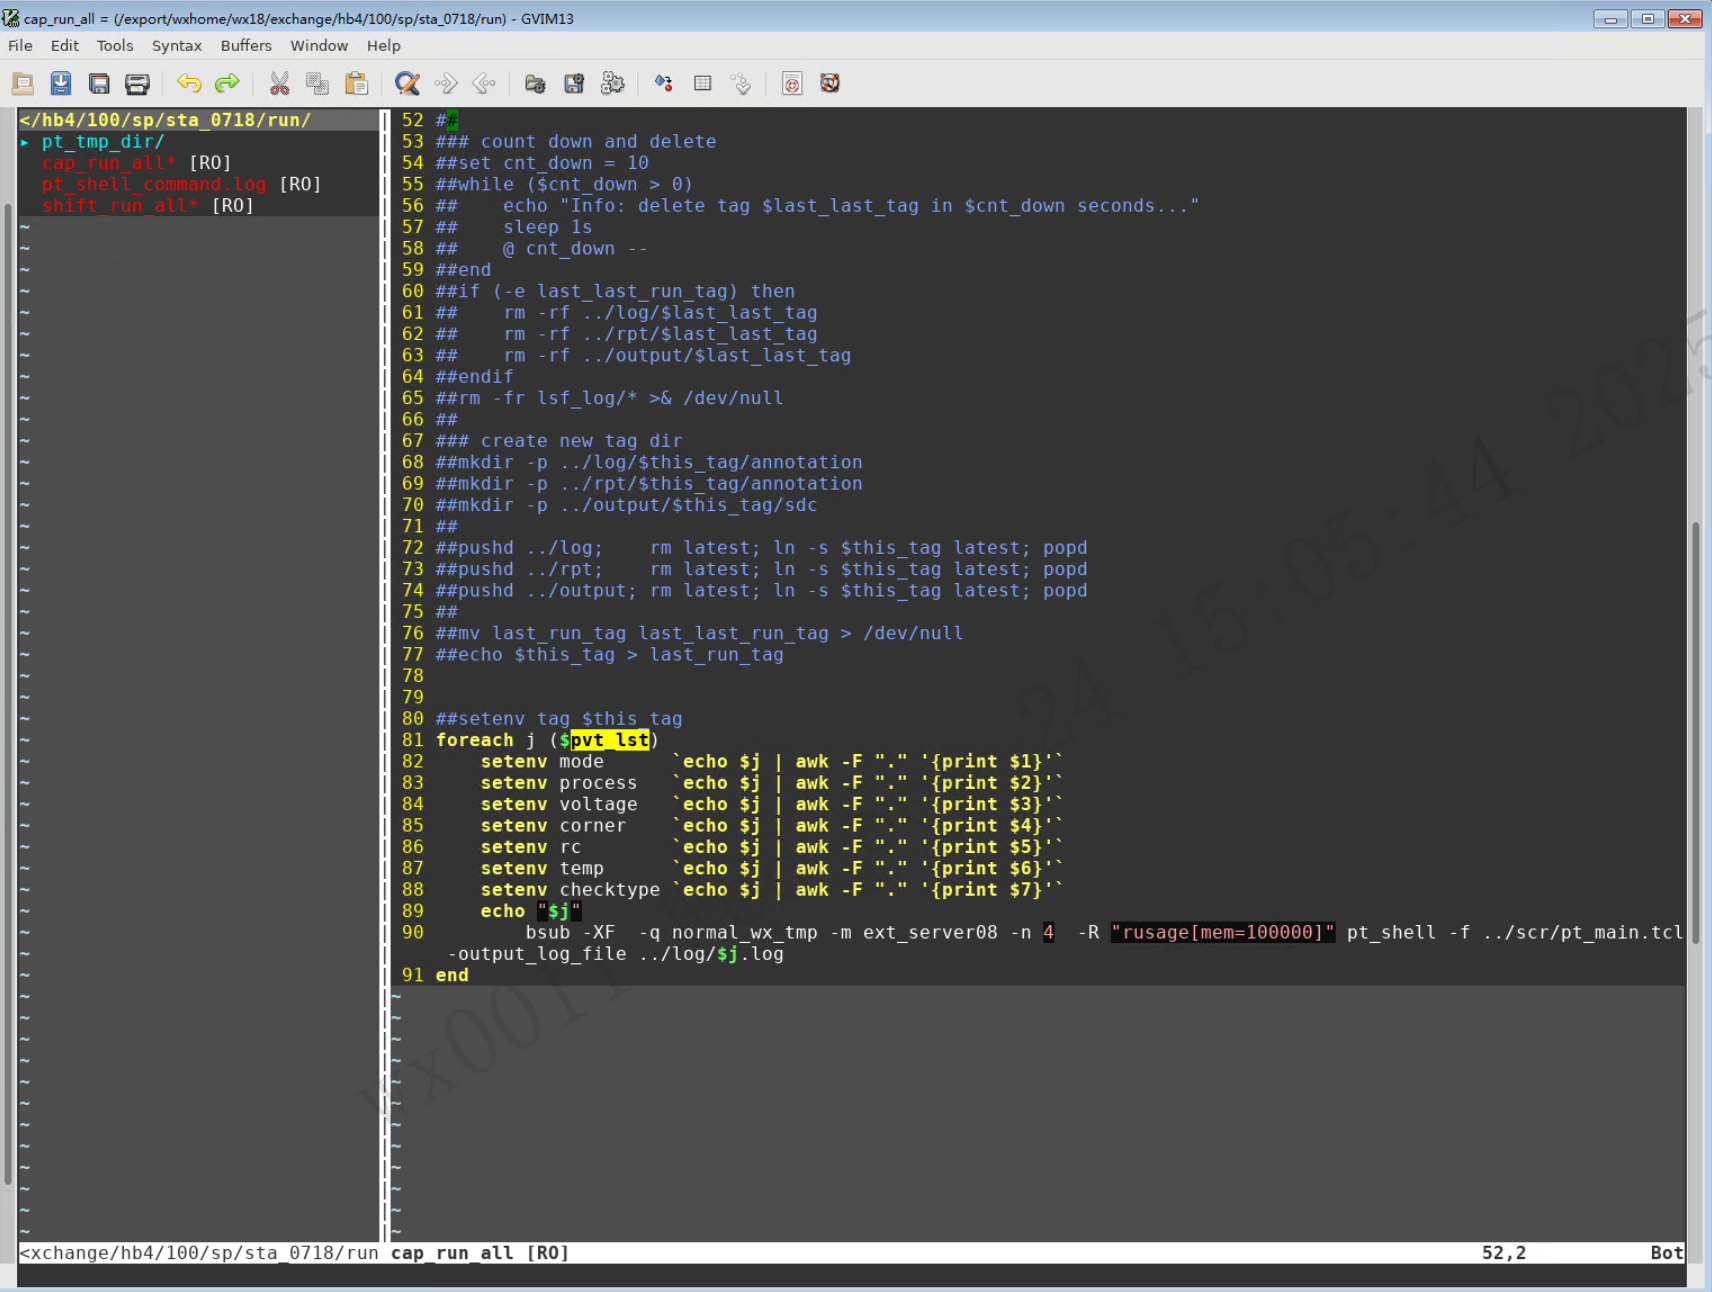 cap_run_all = (/export/wxhome/wx18/exchange/hb4/100/sp/sta_0718/run) - GVIM13
File Edit Tools Syntax Buffers Window Help
</hb4/100/sp/sta_0718/run/
▸ pt_tmp_dir/
cap_run_all* [RO]
pt_shell_command.log [RO]
shift_run_all* [RO]
52 ##
53 ### count down and delete
54 ##set cnt_down = 10
55 ##while ($cnt_down > 0)
56 ##    echo "Info: delete tag $last_last_tag in $cnt_down seconds..."
57 ##    sleep 1s
58 ##    @ cnt_down --
59 ##end
60 ##if (-e last_last_run_tag) then
61 ##    rm -rf ../log/$last_last_tag
62 ##    rm -rf ../rpt/$last_last_tag
63 ##    rm -rf ../output/$last_last_tag
64 ##endif
65 ##rm -fr lsf_log/* >& /dev/null
66 ##
67 ### create new tag dir
68 ##mkdir -p ../log/$this_tag/annotation
69 ##mkdir -p ../rpt/$this_tag/annotation
70 ##mkdir -p ../output/$this_tag/sdc
71 ##
72 ##pushd ../log;    rm latest; ln -s $this_tag latest; popd
73 ##pushd ../rpt;    rm latest; ln -s $this_tag latest; popd
74 ##pushd ../output; rm latest; ln -s $this_tag latest; popd
75 ##
76 ##mv last_run_tag last_last_run_tag > /dev/null
77 ##echo $this_tag > last_run_tag
78
79
80 ##setenv tag $this_tag
81 foreach j ($pvt_lst)
82     setenv mode      `echo $j | awk -F "." '{print $1}'`
83     setenv process   `echo $j | awk -F "." '{print $2}'`
84     setenv voltage   `echo $j | awk -F "." '{print $3}'`
85     setenv corner    `echo $j | awk -F "." '{print $4}'`
86     setenv rc        `echo $j | awk -F "." '{print $5}'`
87     setenv temp      `echo $j | awk -F "." '{print $6}'`
88     setenv checktype `echo $j | awk -F "." '{print $7}'`
89     echo "$j"
90         bsub -XF  -q normal_wx_tmp -m ext_server08 -n 4  -R "rusage[mem=100000]" pt_shell -f ../scr/pt_main.tcl
 -output_log_file ../log/$j.log
91 end
<xchange/hb4/100/sp/sta_0718/run cap_run_all [RO] 52,2 Bot